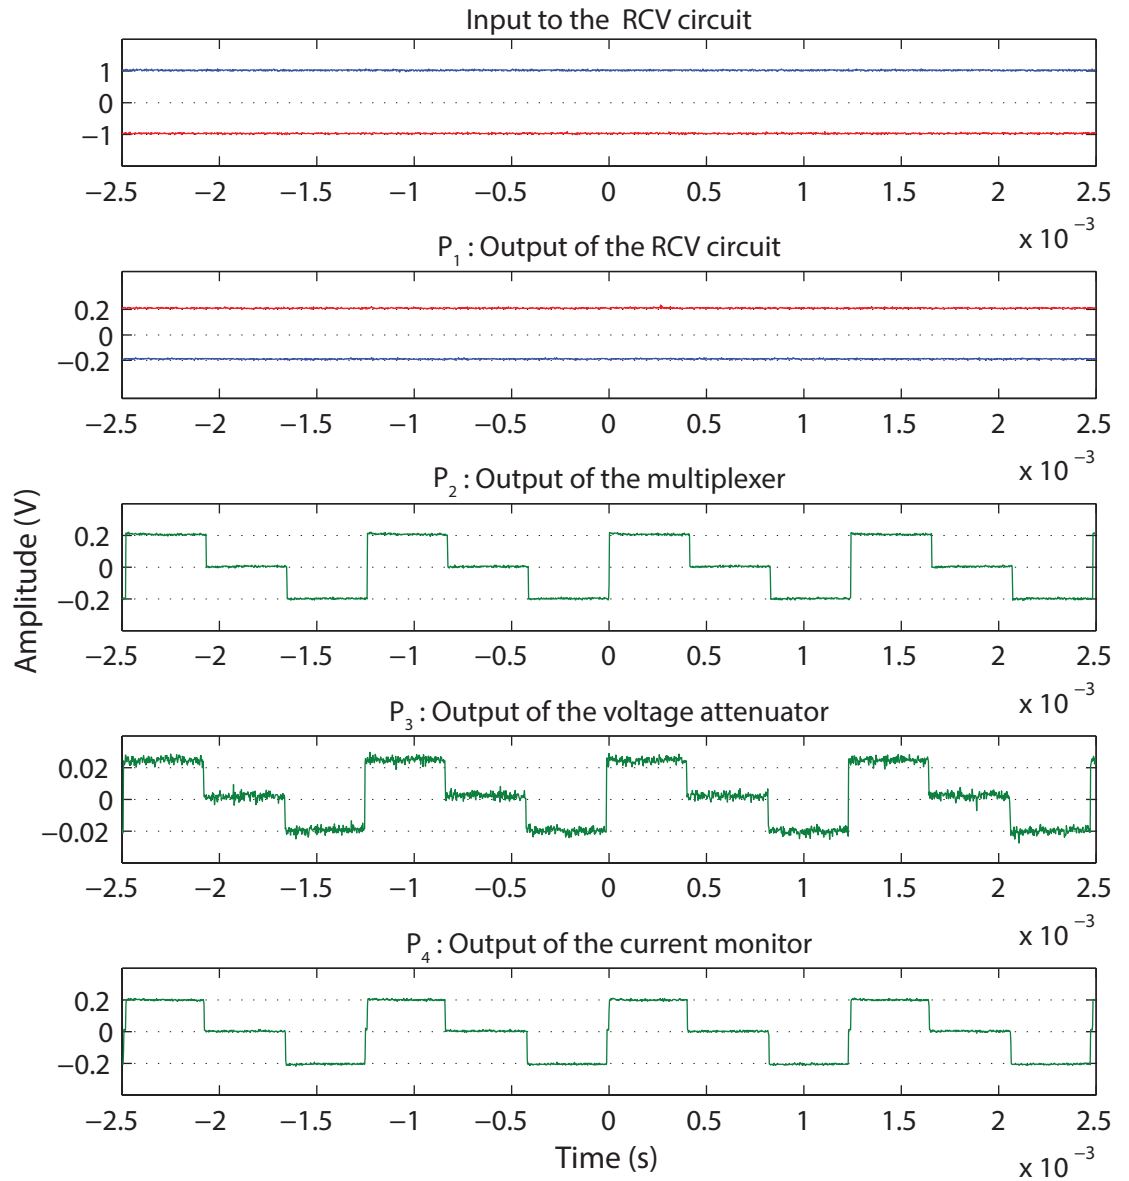 Input to the RCV circuit
1
0
−1
−2.5 −2 −1.5 −1 −0.5 0 0.5 1 1.5 2 2.5
x 10⁻³
P₁ : Output of the RCV circuit
0.2
0
−0.2
−2.5 −2 −1.5 −1 −0.5 0 0.5 1 1.5 2 2.5
x 10⁻³
P₂ : Output of the multiplexer
Amplitude (V)
0.2
0
−0.2
−2.5 −2 −1.5 −1 −0.5 0 0.5 1 1.5 2 2.5
x 10⁻³
P₃ : Output of the voltage attenuator
0.02
0
−0.02
−2.5 −2 −1.5 −1 −0.5 0 0.5 1 1.5 2 2.5
x 10⁻³
P₄ : Output of the current monitor
0.2
0
−0.2
−2.5 −2 −1.5 −1 −0.5 0 0.5 1 1.5 2 2.5
Time (s)
x 10⁻³